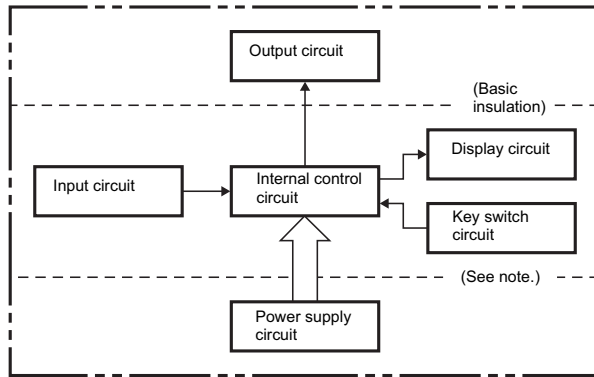 Output circuit
(Basic
insulation)
Display circuit
Input circuit
Internal control
circuit
Key switch
circuit
(See note.)
Power supply
circuit